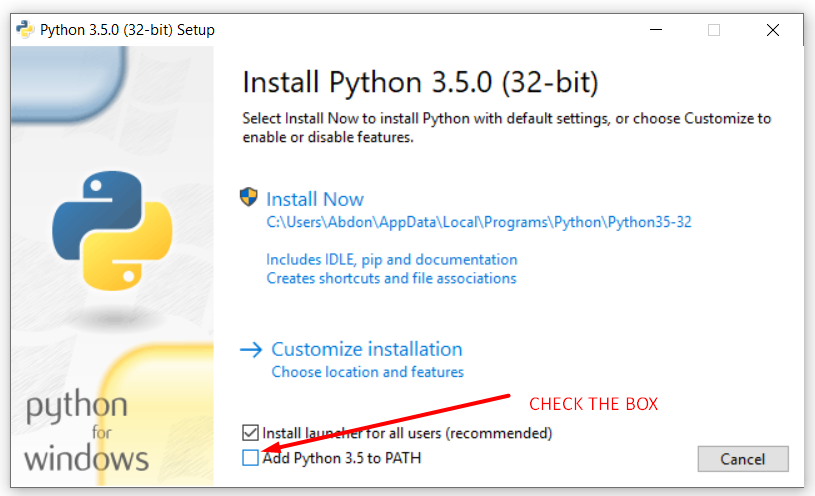 Python 3.5.0 (32-bit) Setup
Install Python 3.5.0 (32-bit)
Select Install Now to install Python with default settings, or choose Customize to
enable or disable features.
Install Now
C:\Users\Abdon\AppData\Local\Programs\Python\Python35-32
Includes IDLE, pip and documentation
Creates shortcuts and file associations
Customize installation
Choose location and features
CHECK THE BOX
Install launcher for all users (recommended)
Add Python 3.5 to PATH
Cancel
python
for
windows